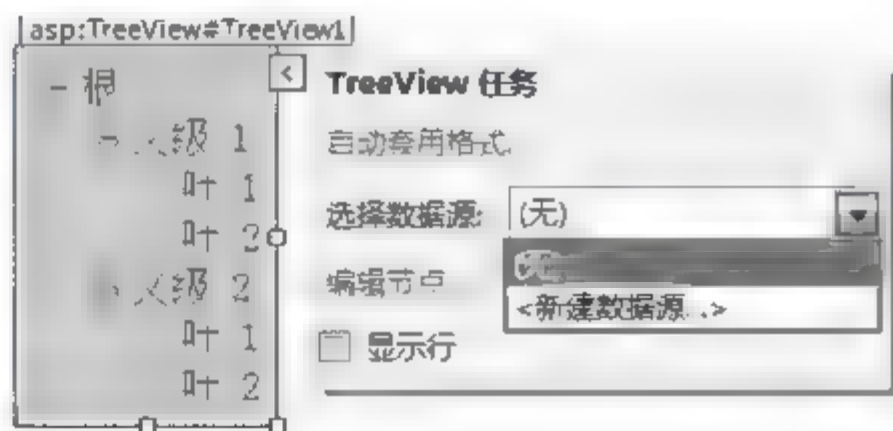 asp:TreeView#TreeView1
根
父级 1
叶 1
叶 2
父级 2
叶 1
叶 2
TreeView 任务
自动套用格式
选择数据源: (无)
编辑节点
<新建数据源...>
显示行